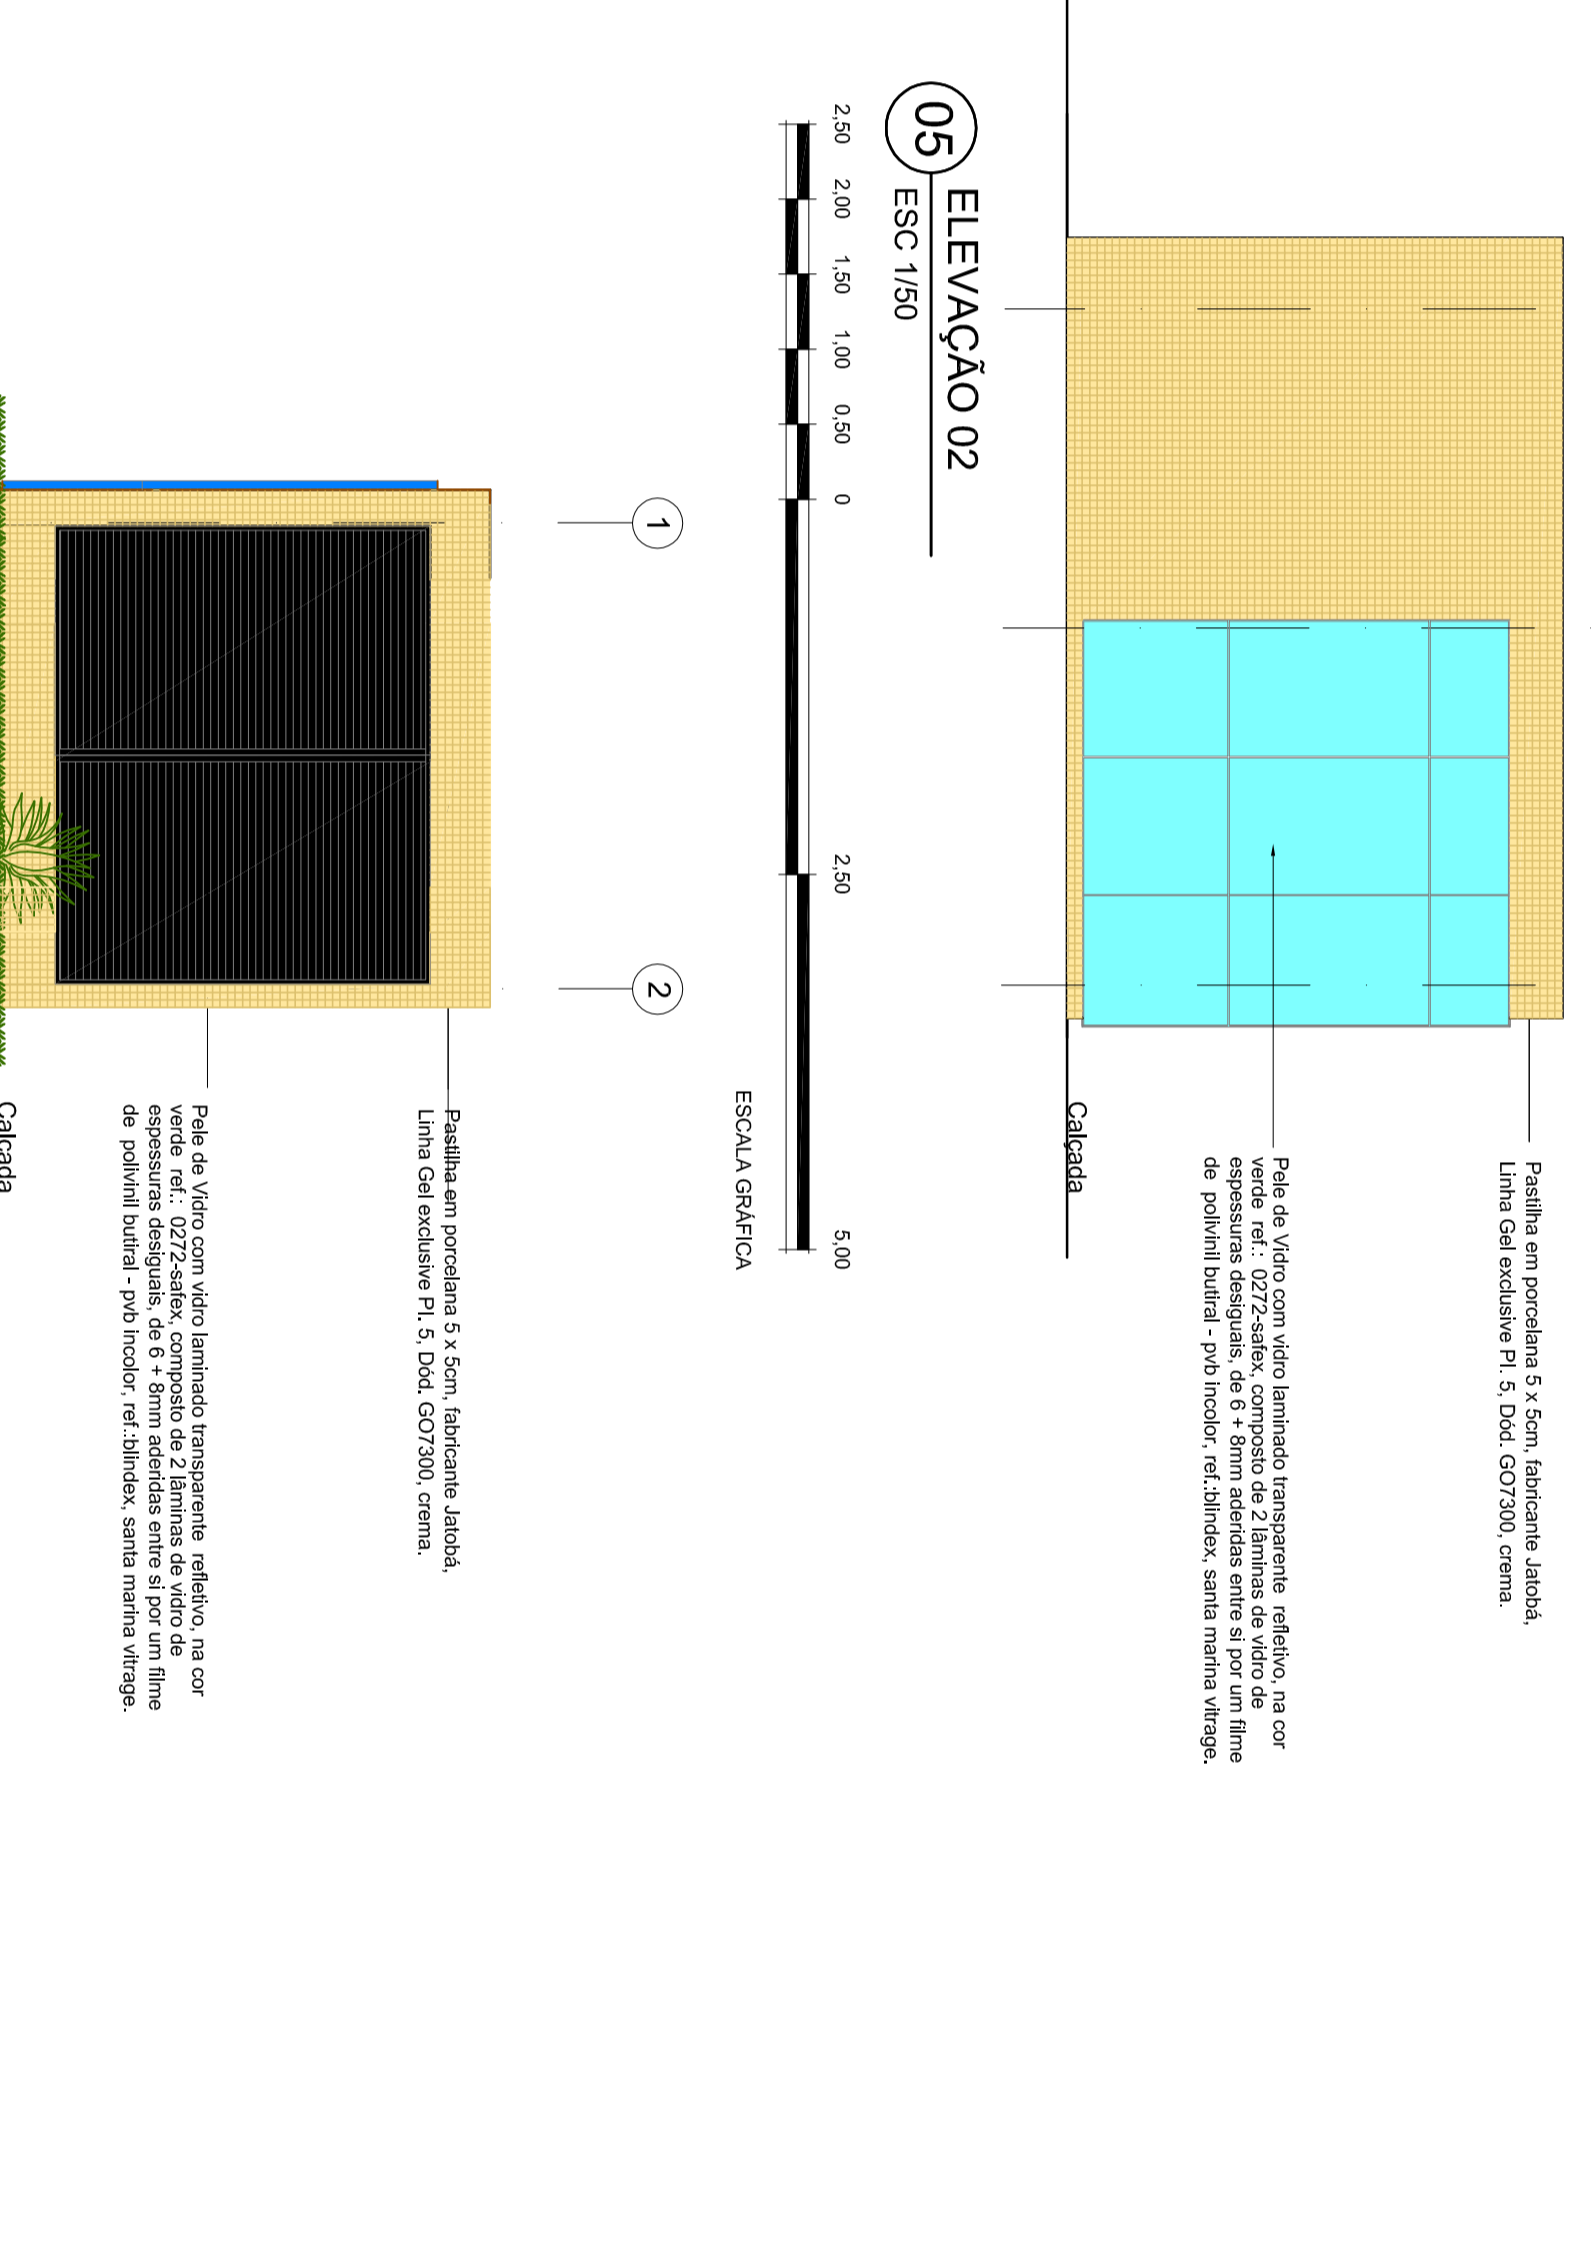 Pastilha em porcelana 5 x 5cm, fabricante Jatobá,
Linha Gel exclusive Pl. 5, Dód. GO7300, crema.
Pele de Vidro com vidro laminado transparente refletivo, na cor
verde ref.: 0272-safex, composto de 2 lâminas de vidro de
espessuras desiguais, de 6 + 8mm aderidas entre si por um filme
de polivinil butiral - pvb incolor, ref.:blindex, santa marina vitrage.
Calçada
05
ELEVAÇÃO 02
ESC 1/50
2,50 2,00 1,50 1,00 0,50 0 2,50 5,00
ESCALA GRÁFICA
1 2
Pastilha em porcelana 5 x 5cm, fabricante Jatobá,
Linha Gel exclusive Pl. 5, Dód. GO7300, crema.
Pele de Vidro com vidro laminado transparente refletivo, na cor
verde ref.: 0272-safex, composto de 2 lâminas de vidro de
espessuras desiguais, de 6 + 8mm aderidas entre si por um filme
de polivinil butiral - pvb incolor, ref.:blindex, santa marina vitrage.
Calçada